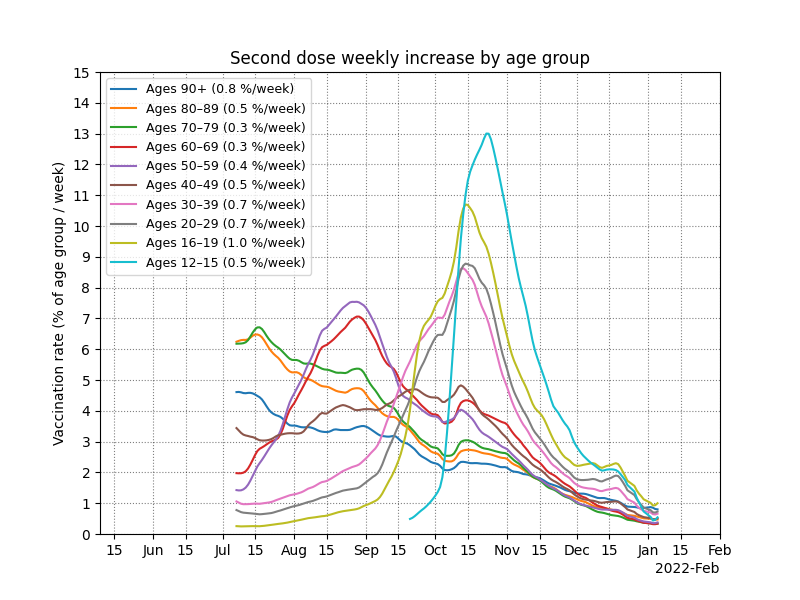 Second dose weekly increase by age group
Vaccination rate (% of age group / week)
15
14
13
12
11
10
9
8
7
6
5
4
3
2
1
0
Ages 90+ (0.8 %/week)
Ages 80–89 (0.5 %/week)
Ages 70–79 (0.3 %/week)
Ages 60–69 (0.3 %/week)
Ages 50–59 (0.4 %/week)
Ages 40–49 (0.5 %/week)
Ages 30–39 (0.7 %/week)
Ages 20–29 (0.7 %/week)
Ages 16–19 (1.0 %/week)
Ages 12–15 (0.5 %/week)
15 Jun 15 Jul 15 Aug 15 Sep 15 Oct 15 Nov 15 Dec 15 Jan 15 Feb
2022-Feb